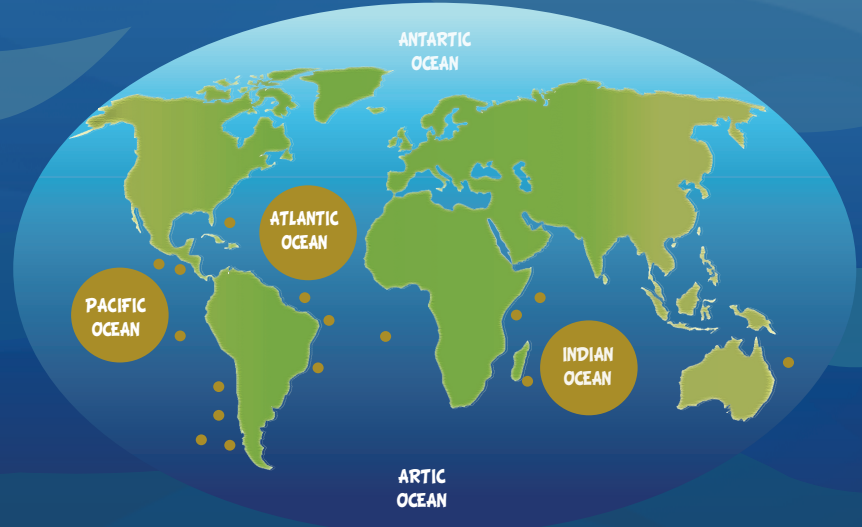 ANTARTIC
OCEAN
ATLANTIC
OCEAN
PACIFIC
OCEAN
INDIAN
OCEAN
ARTIC
OCEAN